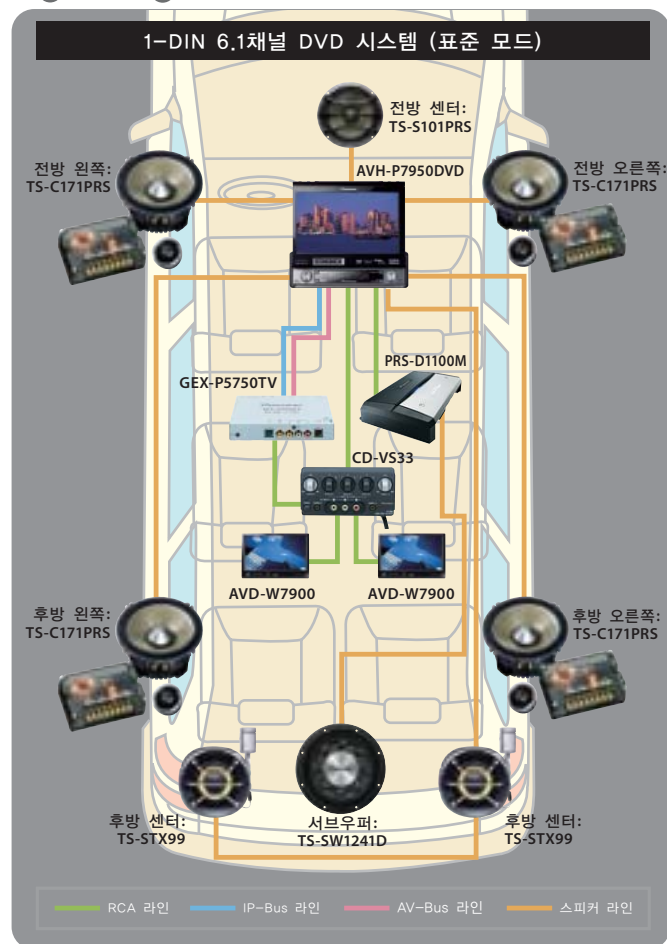 1-DIN 6.1채널 DVD 시스템 (표준 모드)
전방 센터:
TS-S101PRS
전방 왼쪽:
TS-C171PRS
AVH-P7950DVD
전방 오른쪽:
TS-C171PRS
GEX-P5750TV
PRS-D1100M
CD-VS33
AVD-W7900
AVD-W7900
후방 왼쪽:
TS-C171PRS
후방 오른쪽:
TS-C171PRS
후방 센터:
TS-STX99
서브우퍼:
TS-SW1241D
후방 센터:
TS-STX99
RCA 라인
IP-Bus 라인
AV-Bus 라인
스피커 라인